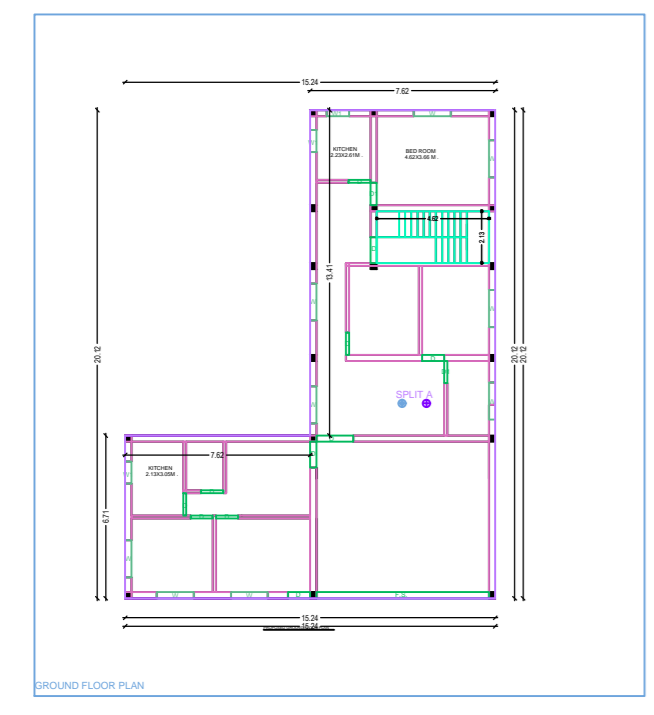 15.24
7.62
W
W
KITCHEN
2.23X2.61M .
BED ROOM
4.62X3.66 M .
W
W
D
4.62
2.13
D
13.41
W
W
20.12
20.12
20.12
D
D
SPLIT A
W
W
D
7.62
D
KITCHEN
2.13X3.05M .
W
D
D
D
D
6.71
W
W
W
D
F.S.
15.24
15.24
GROUND FLOOR PLAN